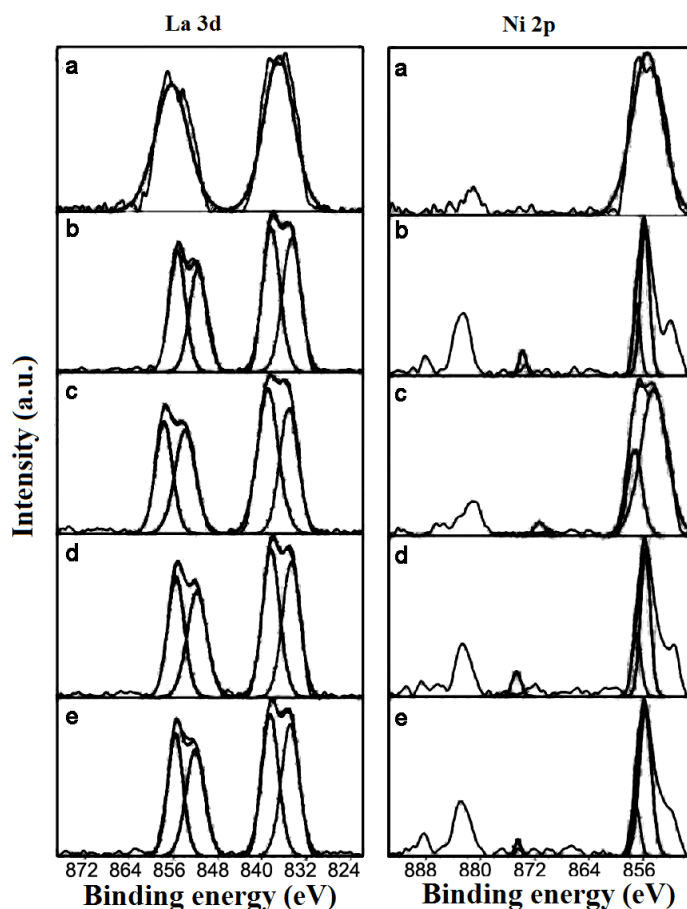 La 3d Ni 2p
a a
b b
c c
d d
e e
Intensity (a.u.)
872 864 856 848 840 832 824 888 880 872 864 856
Binding energy (eV) Binding energy (eV)